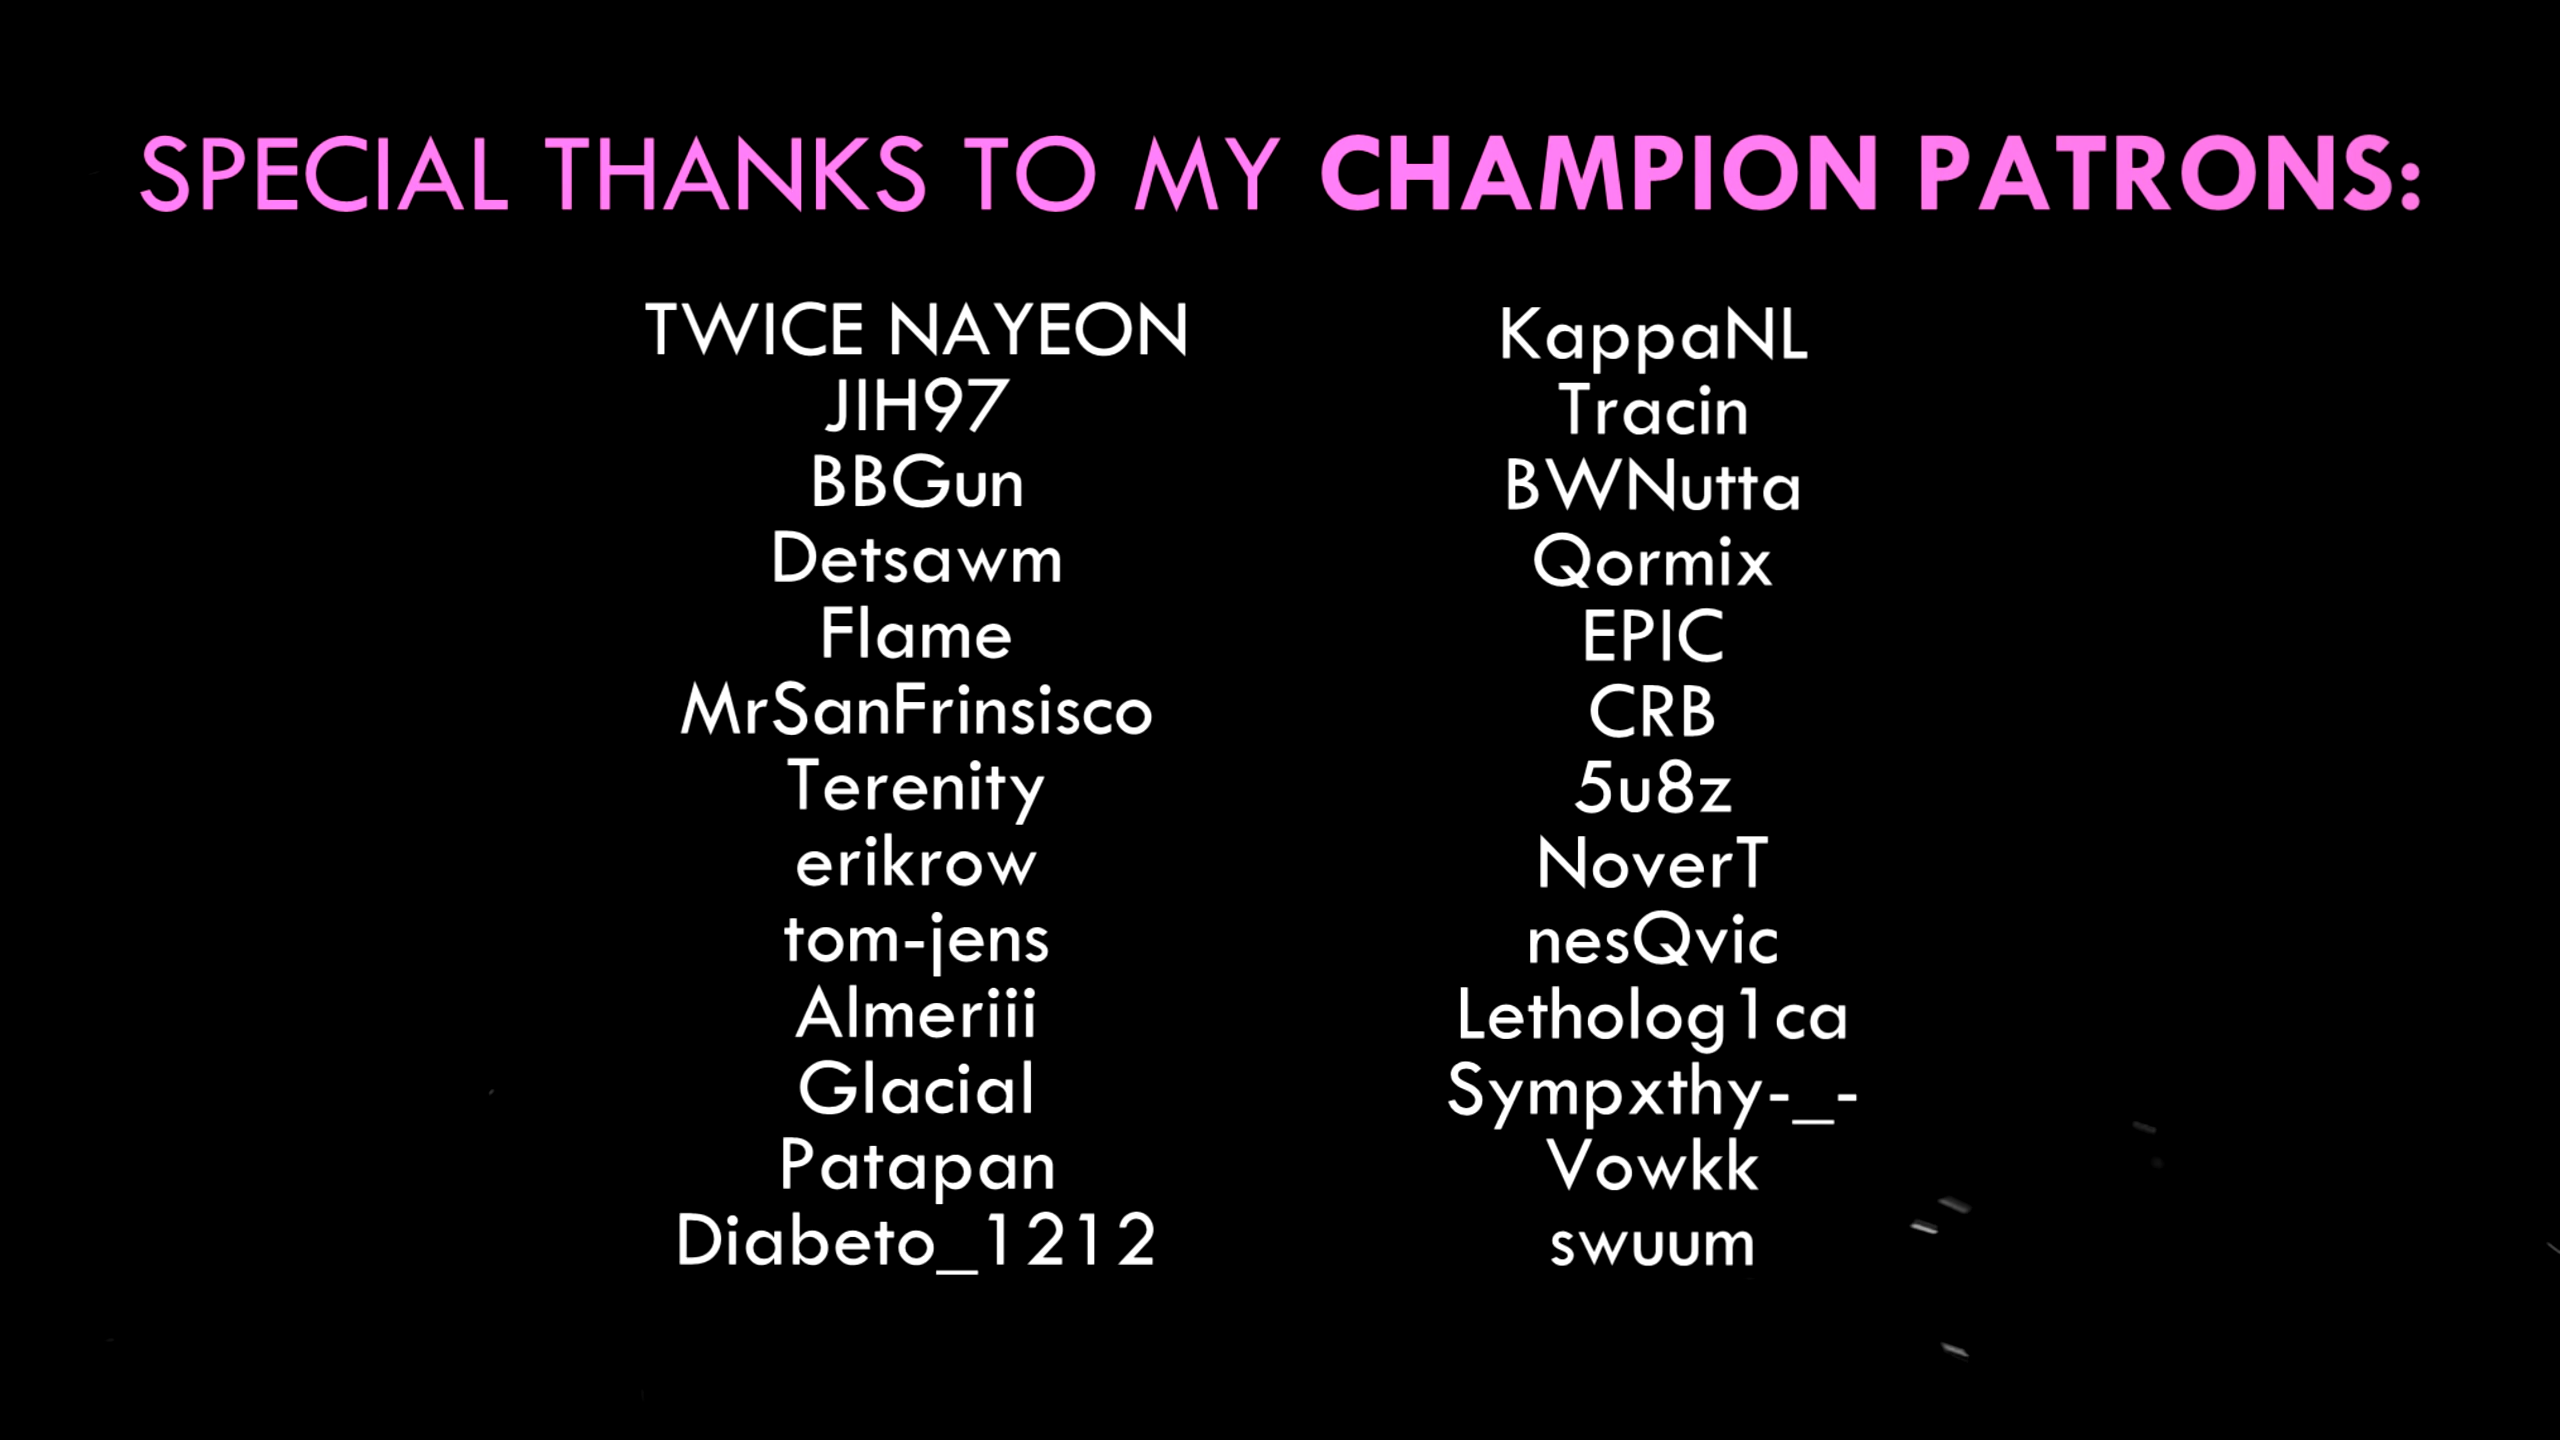 SPECIAL THANKS TO MY CHAMPION PATRONS:
TWICE NAYEON
JIH97
BBGun
Detsawm
Flame
MrSanFrinsisco
Terenity
erikrow
tom-jens
Almeriii
Glacial
Patapan
Diabeto_1212
KappaNL
Tracin
BWNutta
Qormix
EPIC
CRB
5u8z
NoverT
nesQvic
Letholog1ca
Sympxthy-_-
Vowkk
swuum